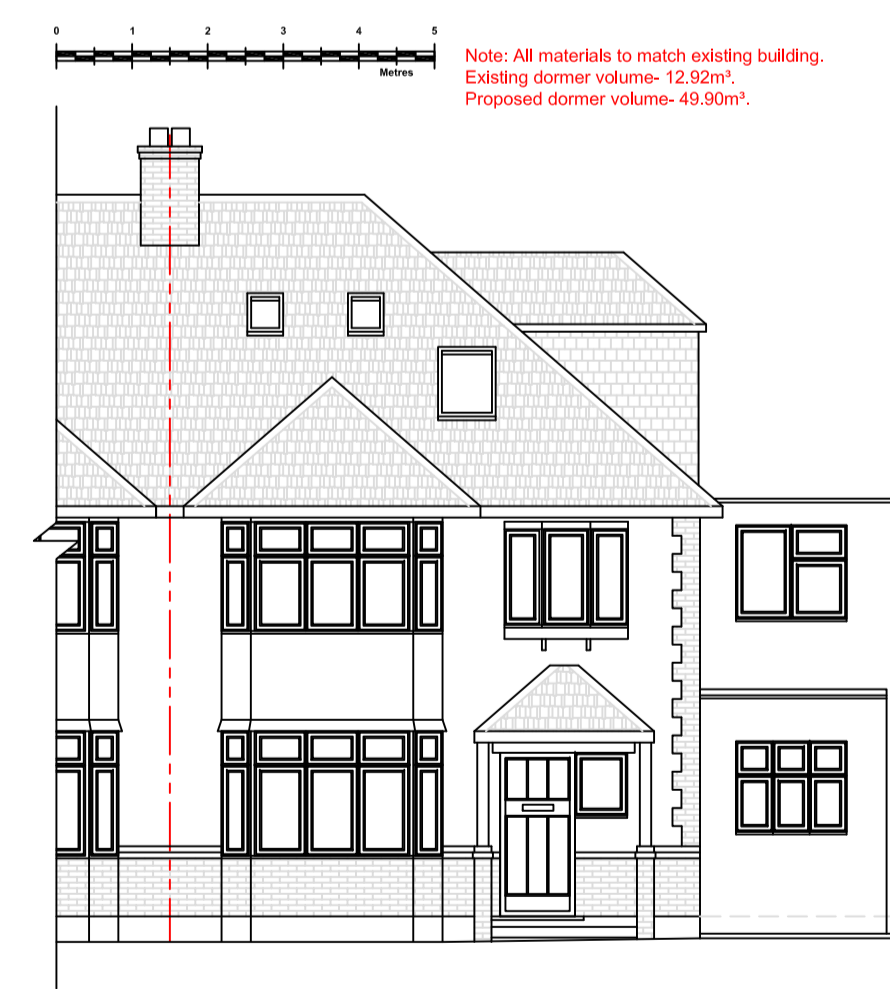 0 1 2 3 4 5
Metres
Note: All materials to match existing building.
Existing dormer volume- 12.92m³.
Proposed dormer volume- 49.90m³.